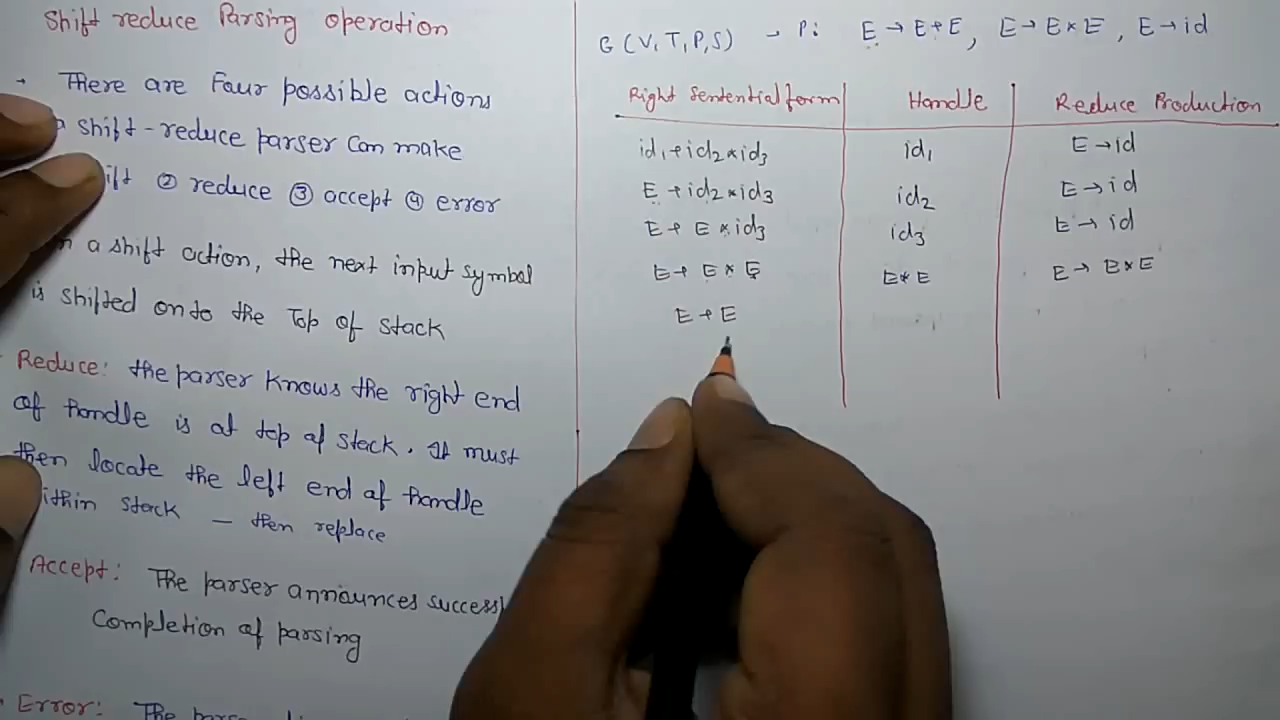 Shift reduce Parsing operation
There are Four possible actions
shift-reduce parser Can make
② reduce ③ accept ④ error
a shift action, the next input symbol
is shifted onto the Top of stack
Reduce: the parser knows the right end
of handle is at top of stack. It must
then locate the left end of handle
stack - then replace
Accept: The parser announces
Completion of parsing
Error: The
G(V,T,P,S) → P: E→E+E, E→E*E, E→id
Right Sentential form Handle Reduce Production
id1+id2*id3 id1 E→id
E+id2*id3 id2 E→id
E+E*id3 id3 E→id
E+E*E E*E E→E*E
E+E